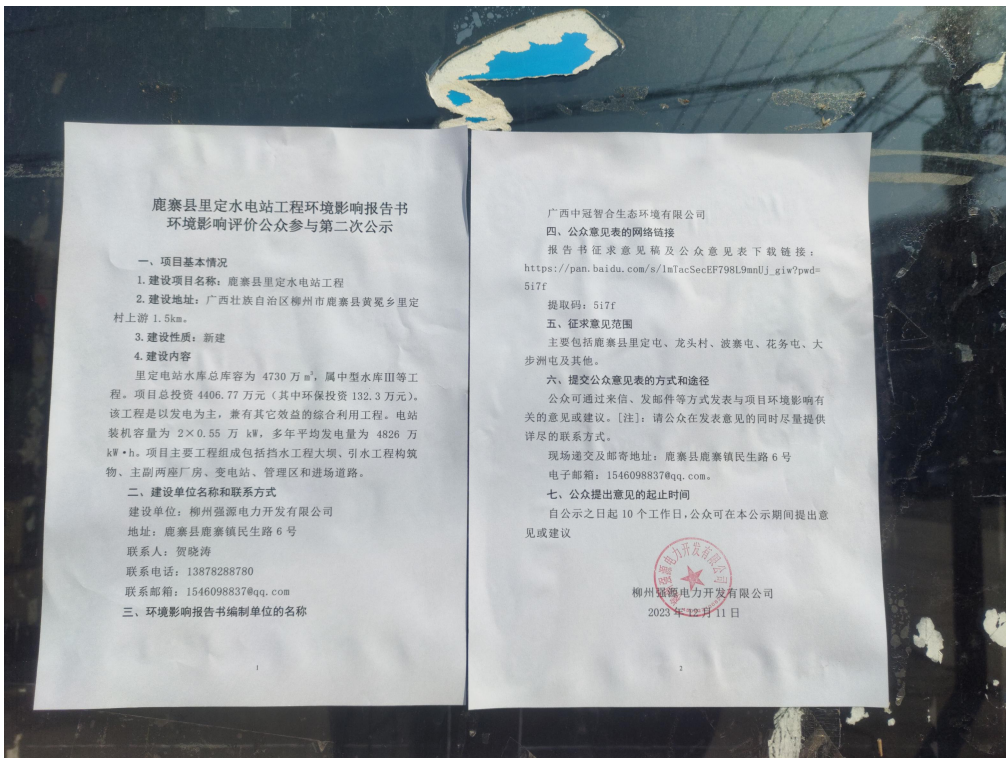 鹿寨县里定水电站工程环境影响报告书
环境影响评价公众参与第二次公示
一、项目基本情况
1.建设项目名称：鹿寨县里定水电站工程
2.建设地址：广西壮族自治区柳州市鹿寨县黄冕乡里定
村上游 1.5km。
3.建设性质：新建
4.建设内容
里定电站水库总库容为 4730 万 m³，属中型水库Ⅲ等工
程。项目总投资 4406.77 万元（其中环保投资 132.3 万元）。
该工程是以发电为主，兼有其它效益的综合利用工程。电站
装机容量为 2×0.55 万 kW，多年平均发电量为 4826 万
kW·h。项目主要工程组成包括挡水工程大坝、引水工程构筑
物、主副两座厂房、变电站、管理区和进场道路。
二、建设单位名称和联系方式
建设单位：柳州强源电力开发有限公司
地址：鹿寨县鹿寨镇民生路 6 号
联系人：贺晓涛
联系电话：13878288780
联系邮箱：1546098837@qq.com
三、环境影响报告书编制单位的名称
1
广西中冠智合生态环境有限公司
四、公众意见表的网络链接
报告书征求意见稿及公众意见表下载链接：
https://pan.baidu.com/s/1mTacSecEF798L9mnUj_giw?pwd=
5i7f
提取码：5i7f
五、征求意见范围
主要包括鹿寨县里定屯、龙头村、波寨屯、花务屯、大
步洲屯及其他。
六、提交公众意见表的方式和途径
公众可通过来信、发邮件等方式发表与项目环境影响有
关的意见或建议。[注]：请公众在发表意见的同时尽量提供
详尽的联系方式。
现场递交及邮寄地址：鹿寨县鹿寨镇民生路 6 号
电子邮箱：1546098837@qq.com。
七、公众提出意见的起止时间
自公示之日起 10 个工作日，公众可在本公示期间提出意
见或建议
柳州强源电力开发有限公司
2023 年 12 月 11 日
2